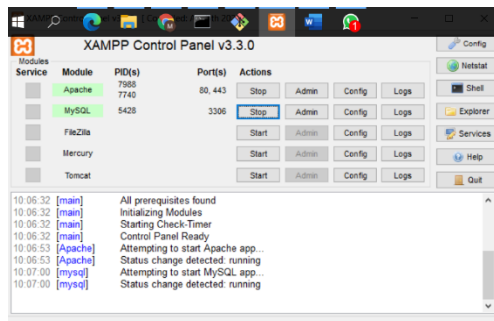 XAMPP Control Panel v3.3.0
Config
Modules
Service Module PID(s) Port(s) Actions
Netstat
Apache 7988 7740 80, 443 Stop Admin Config Logs
Shell
MySQL 5428 3306 Stop Admin Config Logs
Explorer
FileZilla Start Admin Config Logs
Services
Mercury Start Admin Config Logs
Help
Tomcat Start Admin Config Logs
Quit
10:06:32 [main] All prerequisites found
10:06:32 [main] Initializing Modules
10:06:32 [main] Starting Check-Timer
10:06:32 [main] Control Panel Ready
10:06:53 [Apache] Attempting to start Apache app...
10:06:53 [Apache] Status change detected: running
10:07:00 [mysql] Attempting to start MySQL app...
10:07:00 [mysql] Status change detected: running